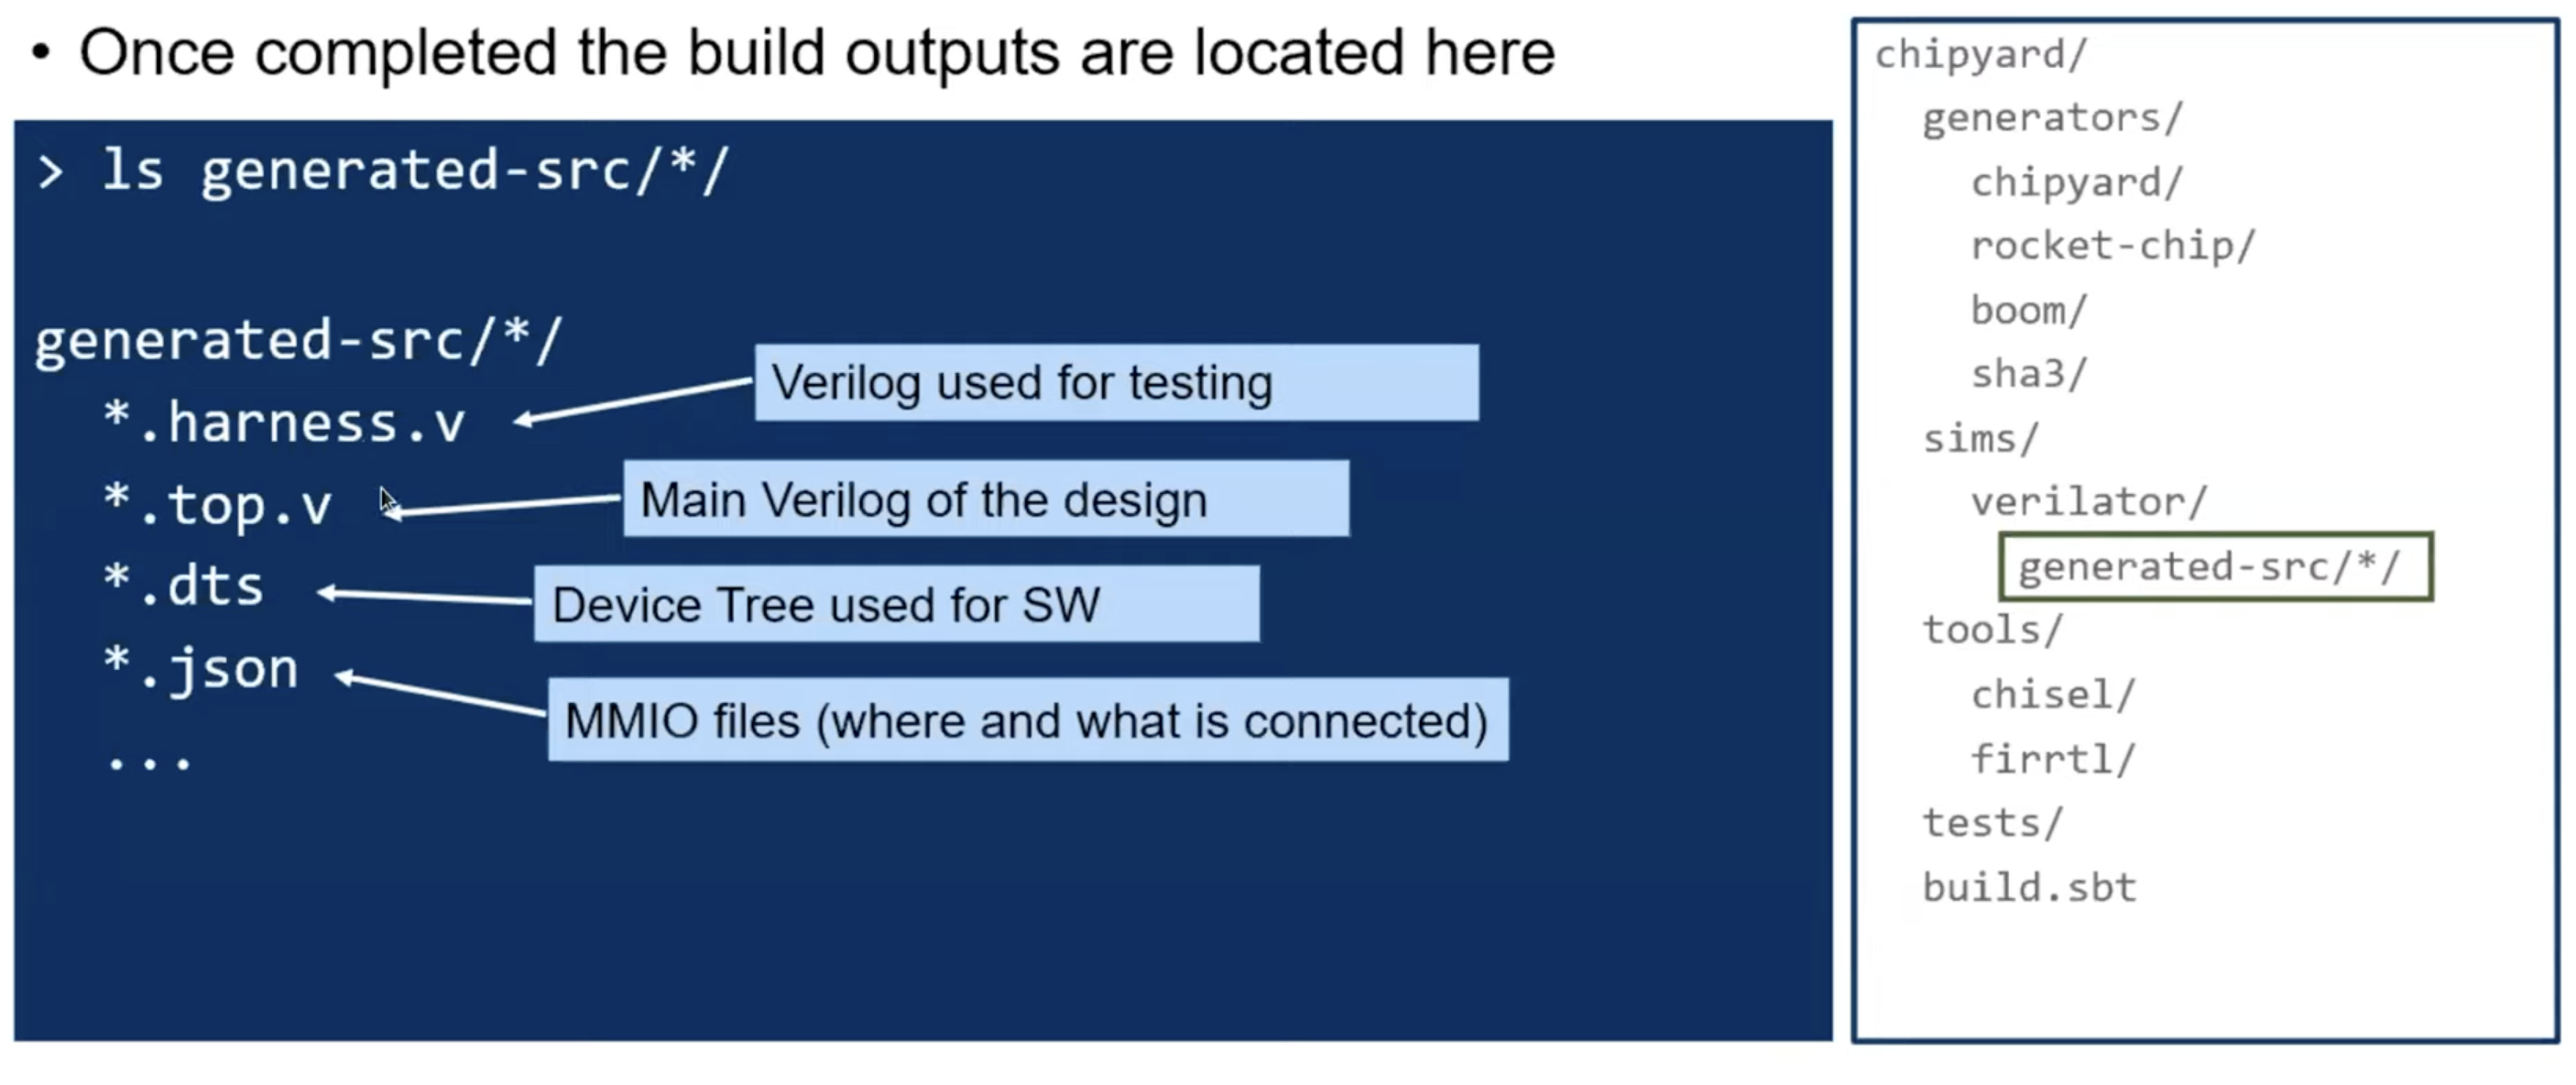 • Once completed the build outputs are located here
> ls generated-src/*/
generated-src/*/
*.harness.v
Verilog used for testing
*.top.v
Main Verilog of the design
*.dts
Device Tree used for SW
*.json
MMIO files (where and what is connected)
...
chipyard/
generators/
chipyard/
rocket-chip/
boom/
sha3/
sims/
verilator/
generated-src/*/
tools/
chisel/
firrtl/
tests/
build.sbt